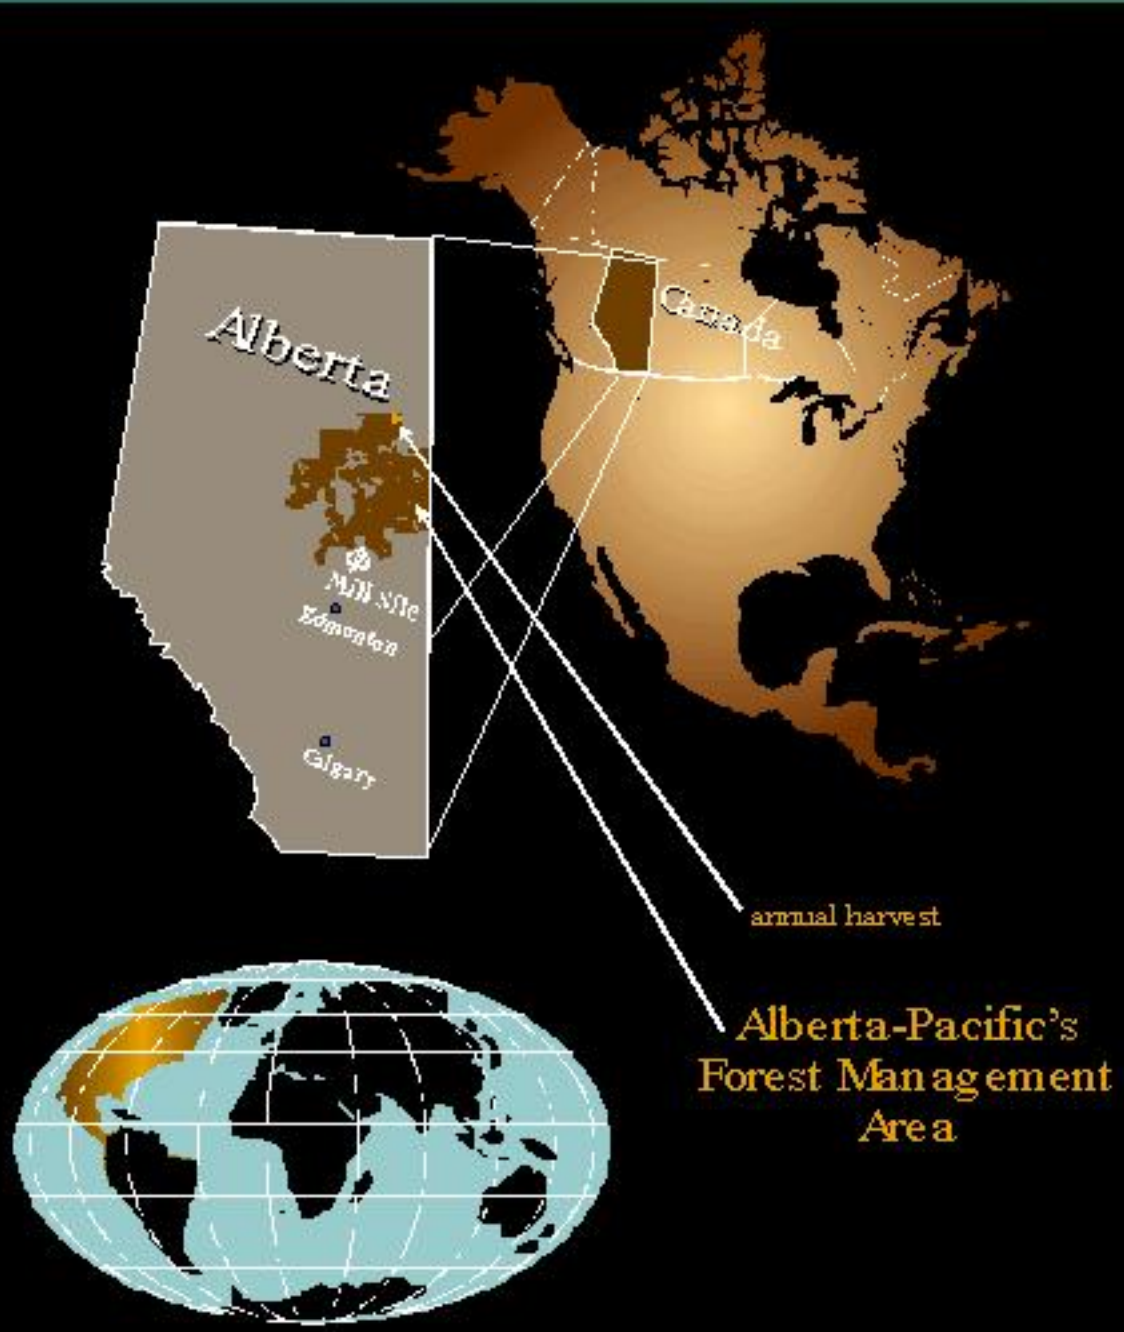 Alberta
Canada
Mill Site
Edmonton
Calgary
annual harvest
Alberta-Pacific's
Forest Management
Area